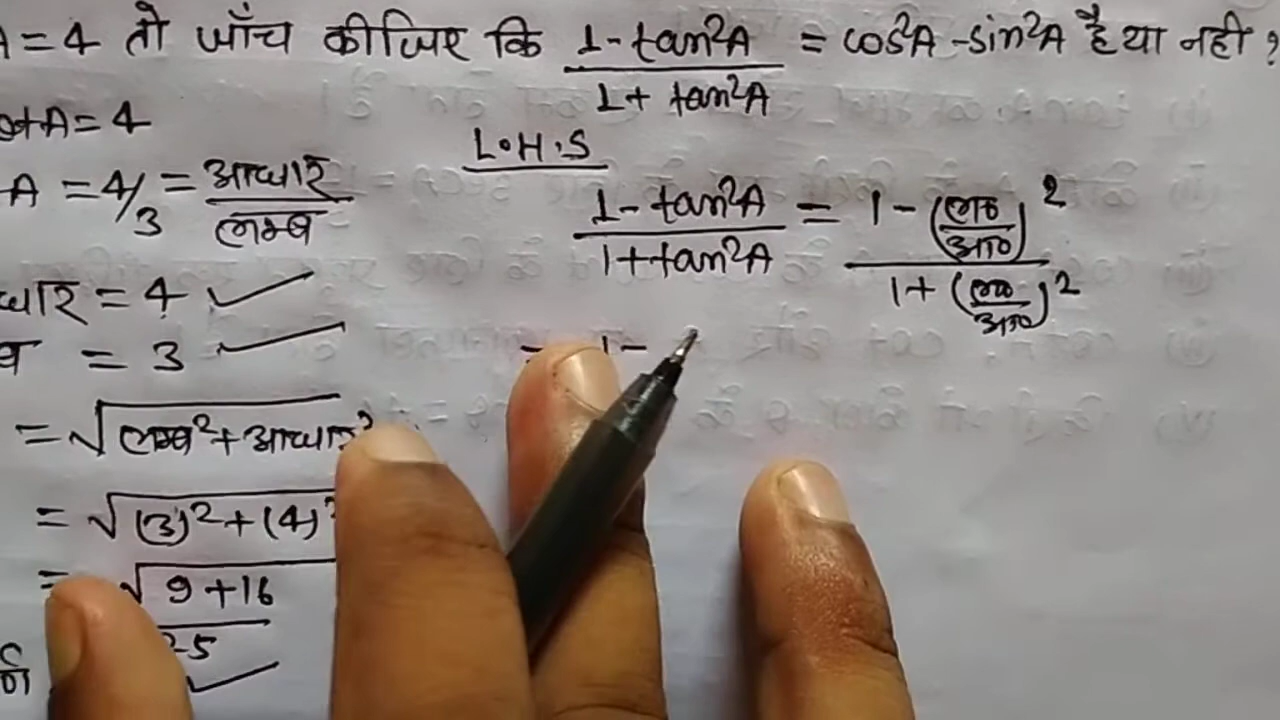 A = 4 तो जाँच कीजिए कि (1 - tan²A)/(1 + tan²A) = cos²A - sin²A है या नही ?
cotA = 4
A = 4/3 = आधार/लम्ब
आधार = 4 ✓
= 3 ✓
= √(लम्ब² + आधार²)
= √((3)² + (4)²)
= √(9 + 16)
25
L.H.S
(1 - tan²A)/(1 + tan²A) = (1 - (लम्ब/आधार)²)/(1 + (लम्ब/आधार)²)
= 1 -